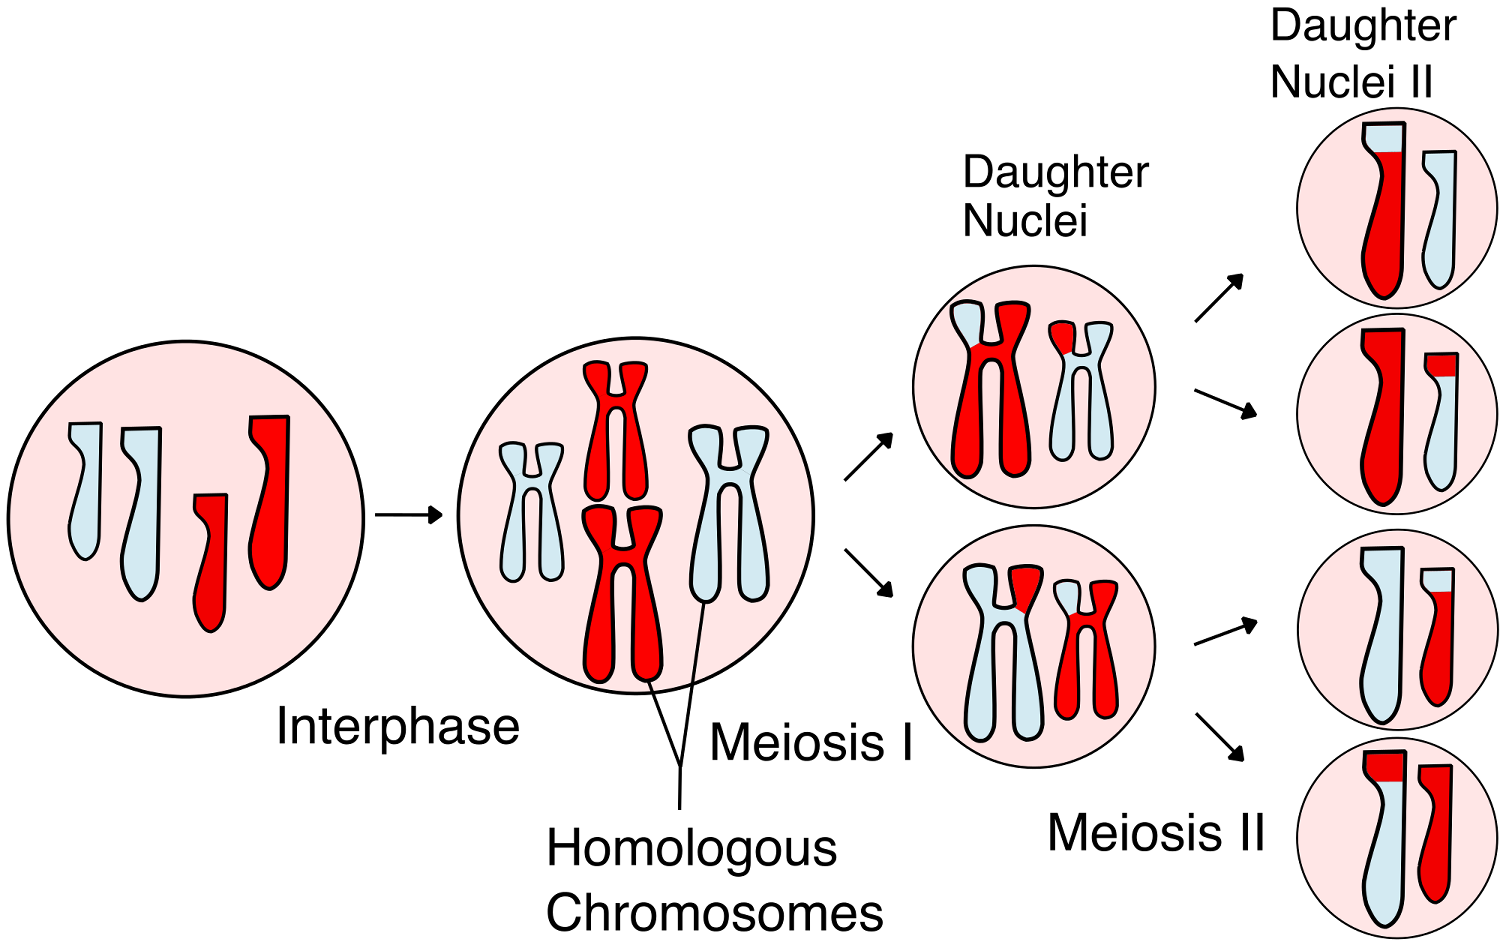 Interphase
Homologous
Chromosomes
Meiosis I
Daughter
Nuclei
Meiosis II
Daughter
Nuclei II